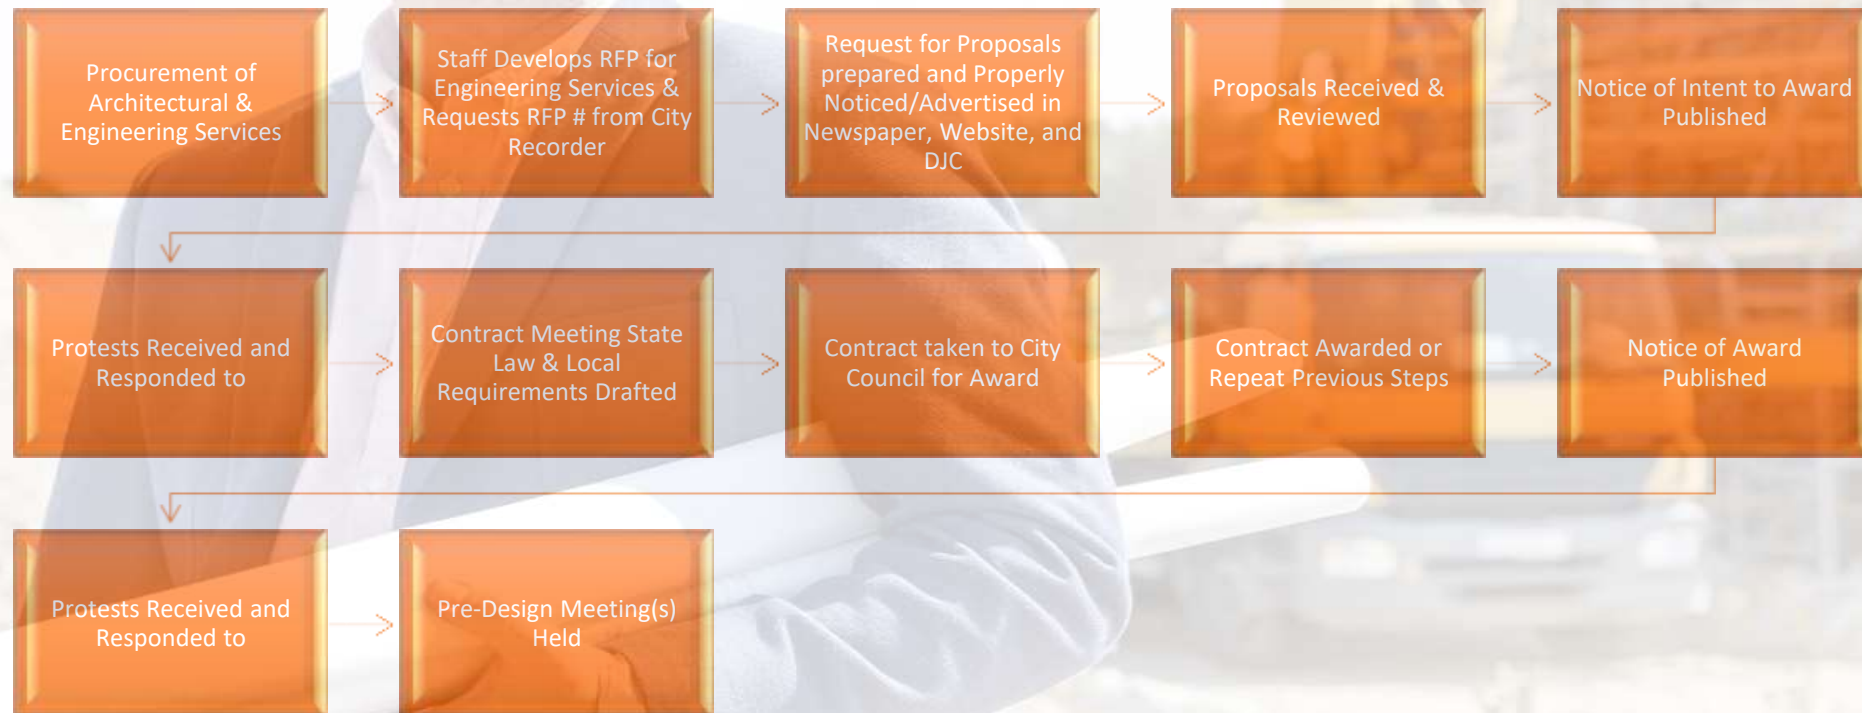 Procurement of
Architectural &
Engineering Services
Staff Develops RFP for
Engineering Services &
Requests RFP # from City
Recorder
Request for Proposals
prepared and Properly
Noticed/Advertised in
Newspaper, Website, and
DJC
Proposals Received &
Reviewed
Notice of Intent to Award
Published
Protests Received and
Responded to
Contract Meeting State
Law & Local
Requirements Drafted
Contract taken to City
Council for Award
Contract Awarded or
Repeat Previous Steps
Notice of Award
Published
Protests Received and
Responded to
Pre-Design Meeting(s)
Held